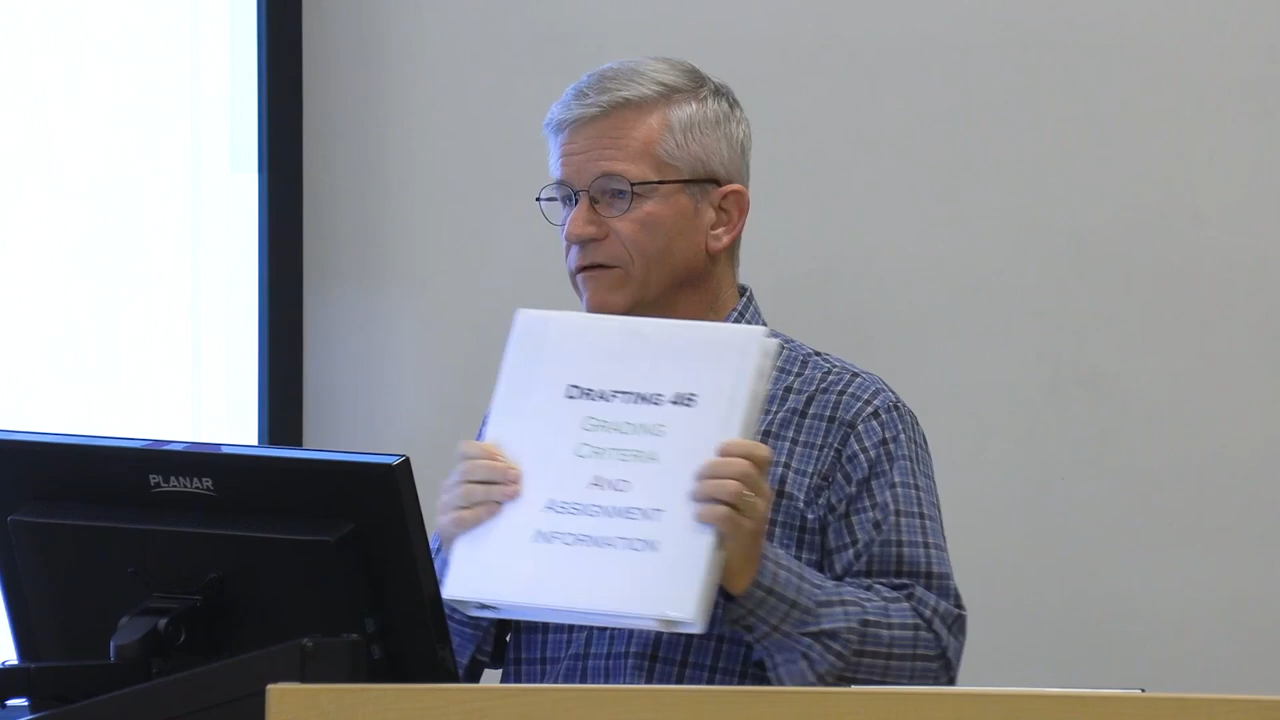 PLANAR
DRAFTING 46
GRADING
CRITERIA
AND
ASSIGNMENT
INFORMATION